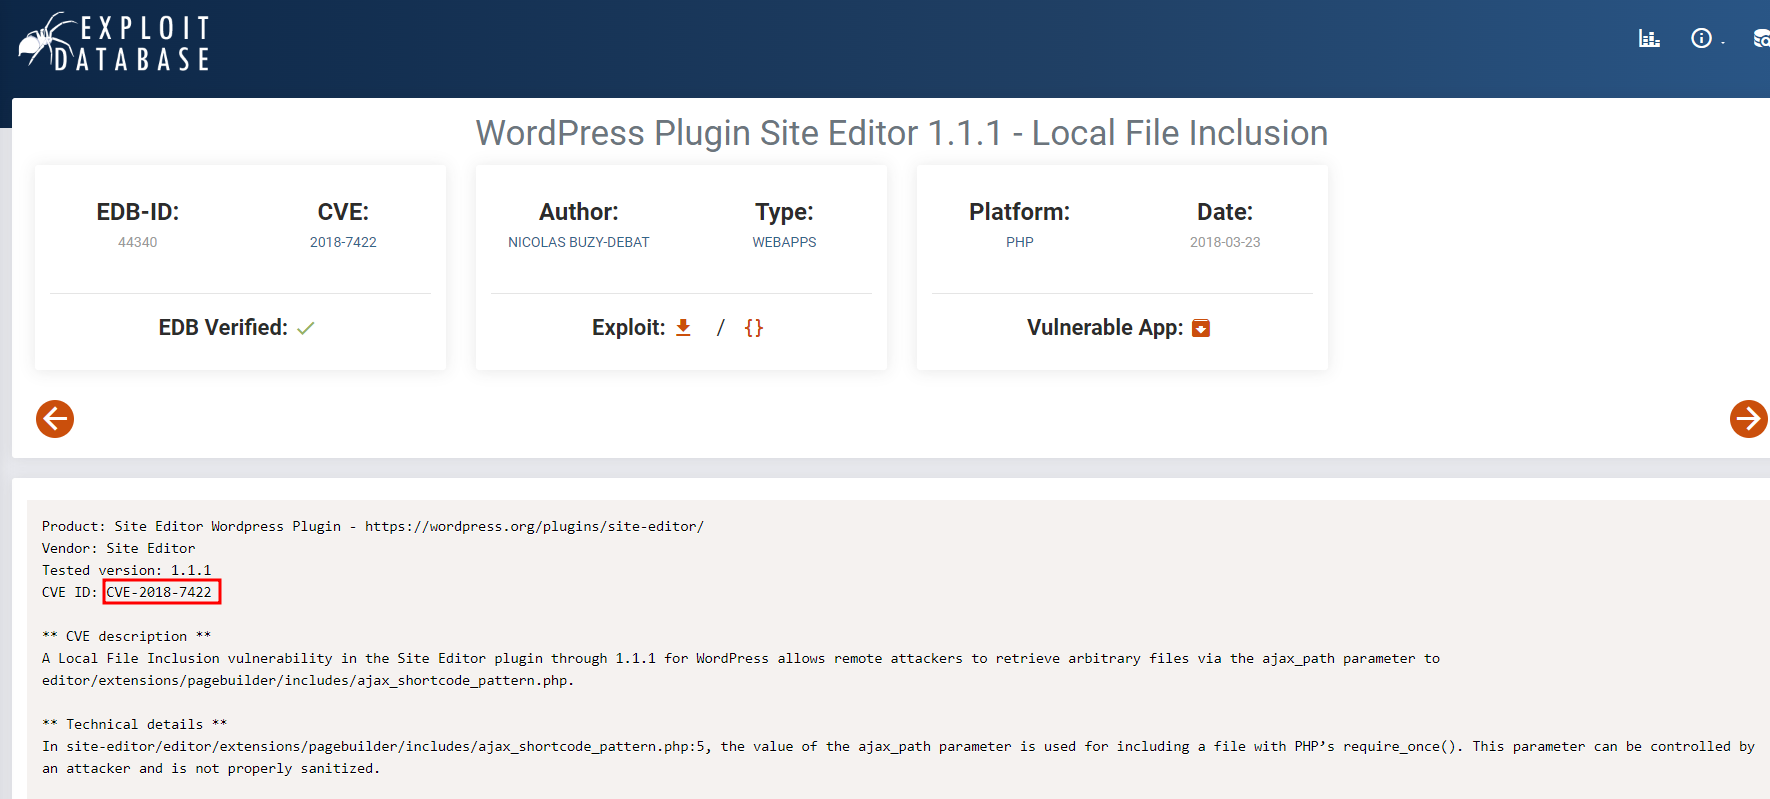 EXPLOIT
DATABASE
WordPress Plugin Site Editor 1.1.1 - Local File Inclusion
EDB-ID:
44340
CVE:
2018-7422
Author:
NICOLAS BUZY-DEBAT
Type:
WEBAPPS
Platform:
PHP
Date:
2018-03-23
EDB Verified:
Exploit: / {}
Vulnerable App:
Product: Site Editor Wordpress Plugin - https://wordpress.org/plugins/site-editor/
Vendor: Site Editor
Tested version: 1.1.1
CVE ID: CVE-2018-7422
** CVE description **
A Local File Inclusion vulnerability in the Site Editor plugin through 1.1.1 for WordPress allows remote attackers to retrieve arbitrary files via the ajax_path parameter to
editor/extensions/pagebuilder/includes/ajax_shortcode_pattern.php.
** Technical details **
In site-editor/editor/extensions/pagebuilder/includes/ajax_shortcode_pattern.php:5, the value of the ajax_path parameter is used for including a file with PHP’s require_once(). This parameter can be controlled by
an attacker and is not properly sanitized.